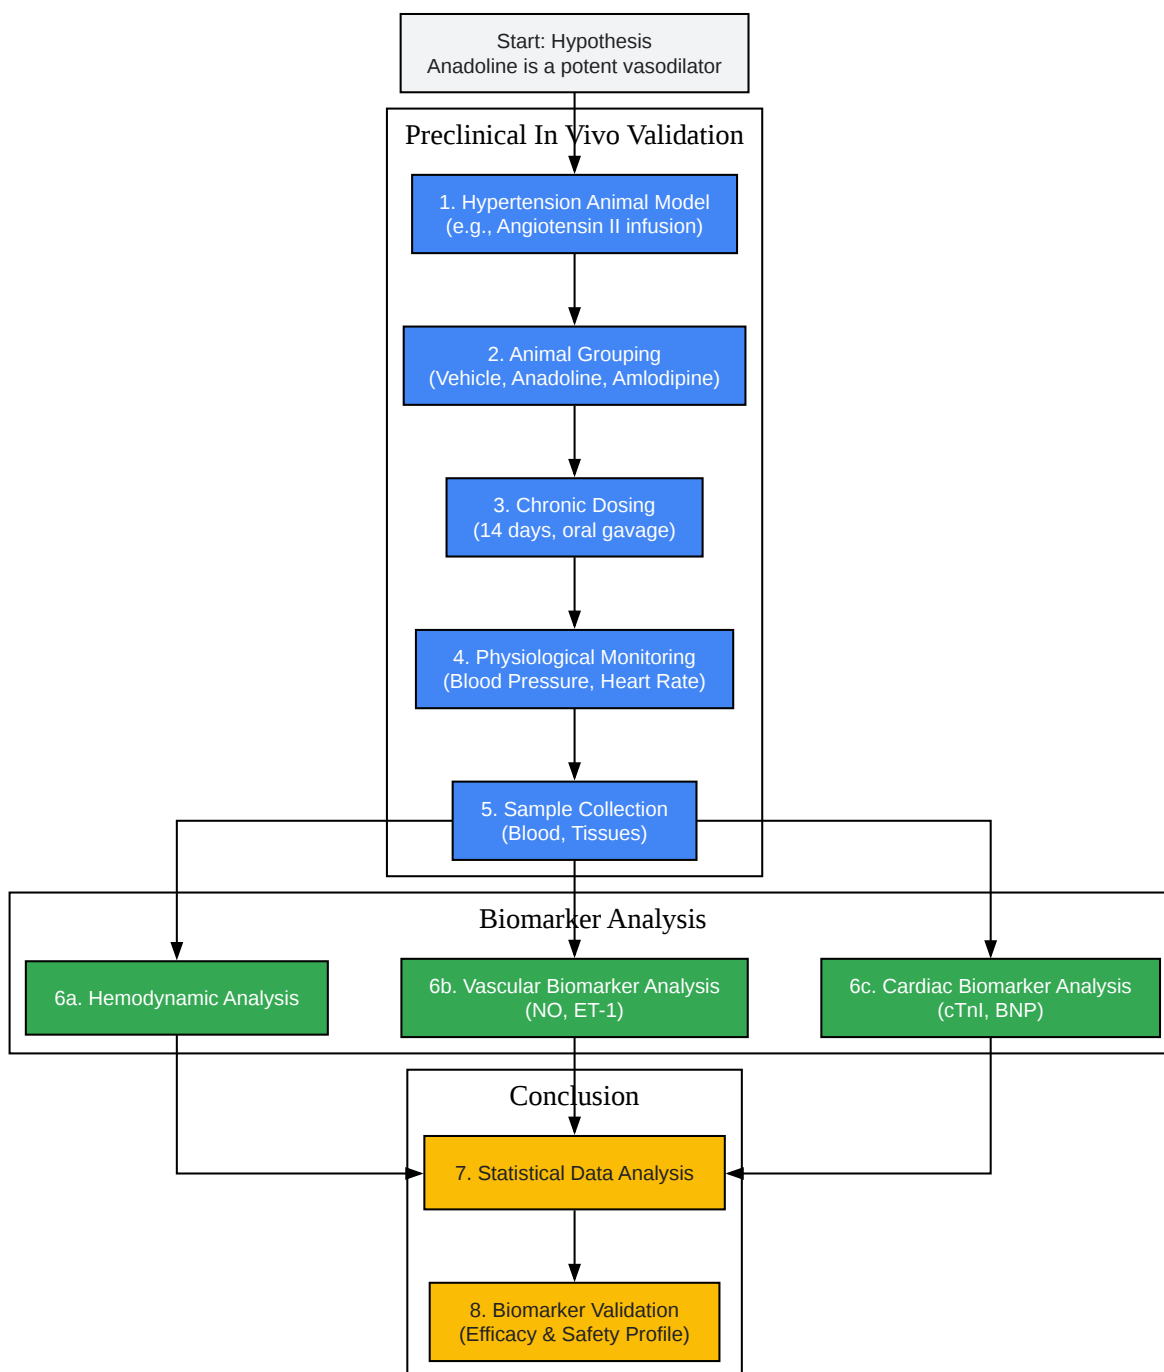 Start: Hypothesis
Anadoline is a potent vasodilator
Preclinical In Vivo Validation
1. Hypertension Animal Model
(e.g., Angiotensin II infusion)
2. Animal Grouping
(Vehicle, Anadoline, Amlodipine)
3. Chronic Dosing
(14 days, oral gavage)
4. Physiological Monitoring
(Blood Pressure, Heart Rate)
5. Sample Collection
(Blood, Tissues)
Biomarker Analysis
6a. Hemodynamic Analysis
6b. Vascular Biomarker Analysis
(NO, ET-1)
6c. Cardiac Biomarker Analysis
(cTnI, BNP)
Conclusion
7. Statistical Data Analysis
8. Biomarker Validation
(Efficacy & Safety Profile)